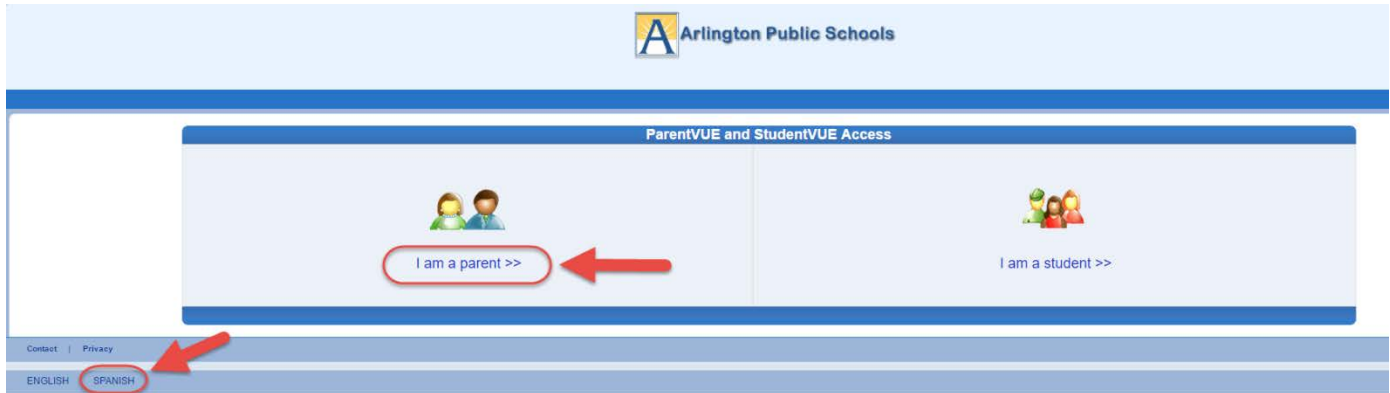 Arlington Public Schools
ParentVUE and StudentVUE Access
I am a parent >>
I am a student >>
Contact | Privacy
ENGLISH SPANISH